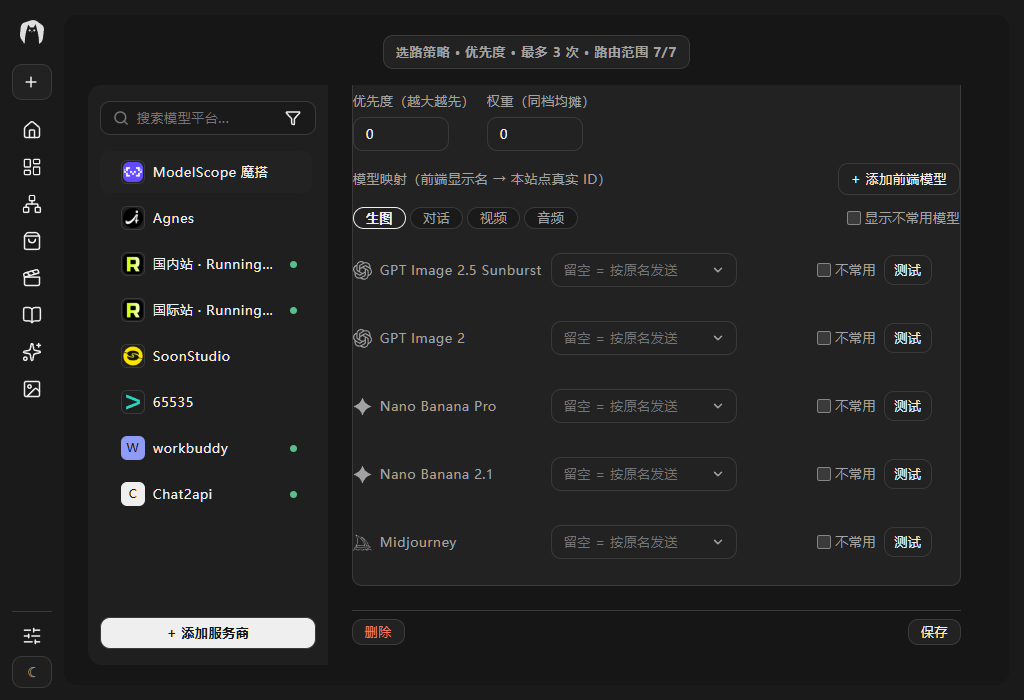 选路策略 • 优先度 • 最多 3 次 • 路由范围 7/7
搜索模型平台...
ModelScope 魔搭
Agnes
国内站 · Running...
国际站 · Running...
SoonStudio
65535
W workbuddy
C Chat2api
+ 添加服务商
优先度（越大越先） 权重（同档均摊）
0 0
模型映射（前端显示名 → 本站点真实 ID） + 添加前端模型
生图 对话 视频 音频 显示不常用模型
GPT Image 2.5 Sunburst 留空 = 按原名发送 不常用 测试
GPT Image 2 留空 = 按原名发送 不常用 测试
Nano Banana Pro 留空 = 按原名发送 不常用 测试
Nano Banana 2.1 留空 = 按原名发送 不常用 测试
Midjourney 留空 = 按原名发送 不常用 测试
删除 保存